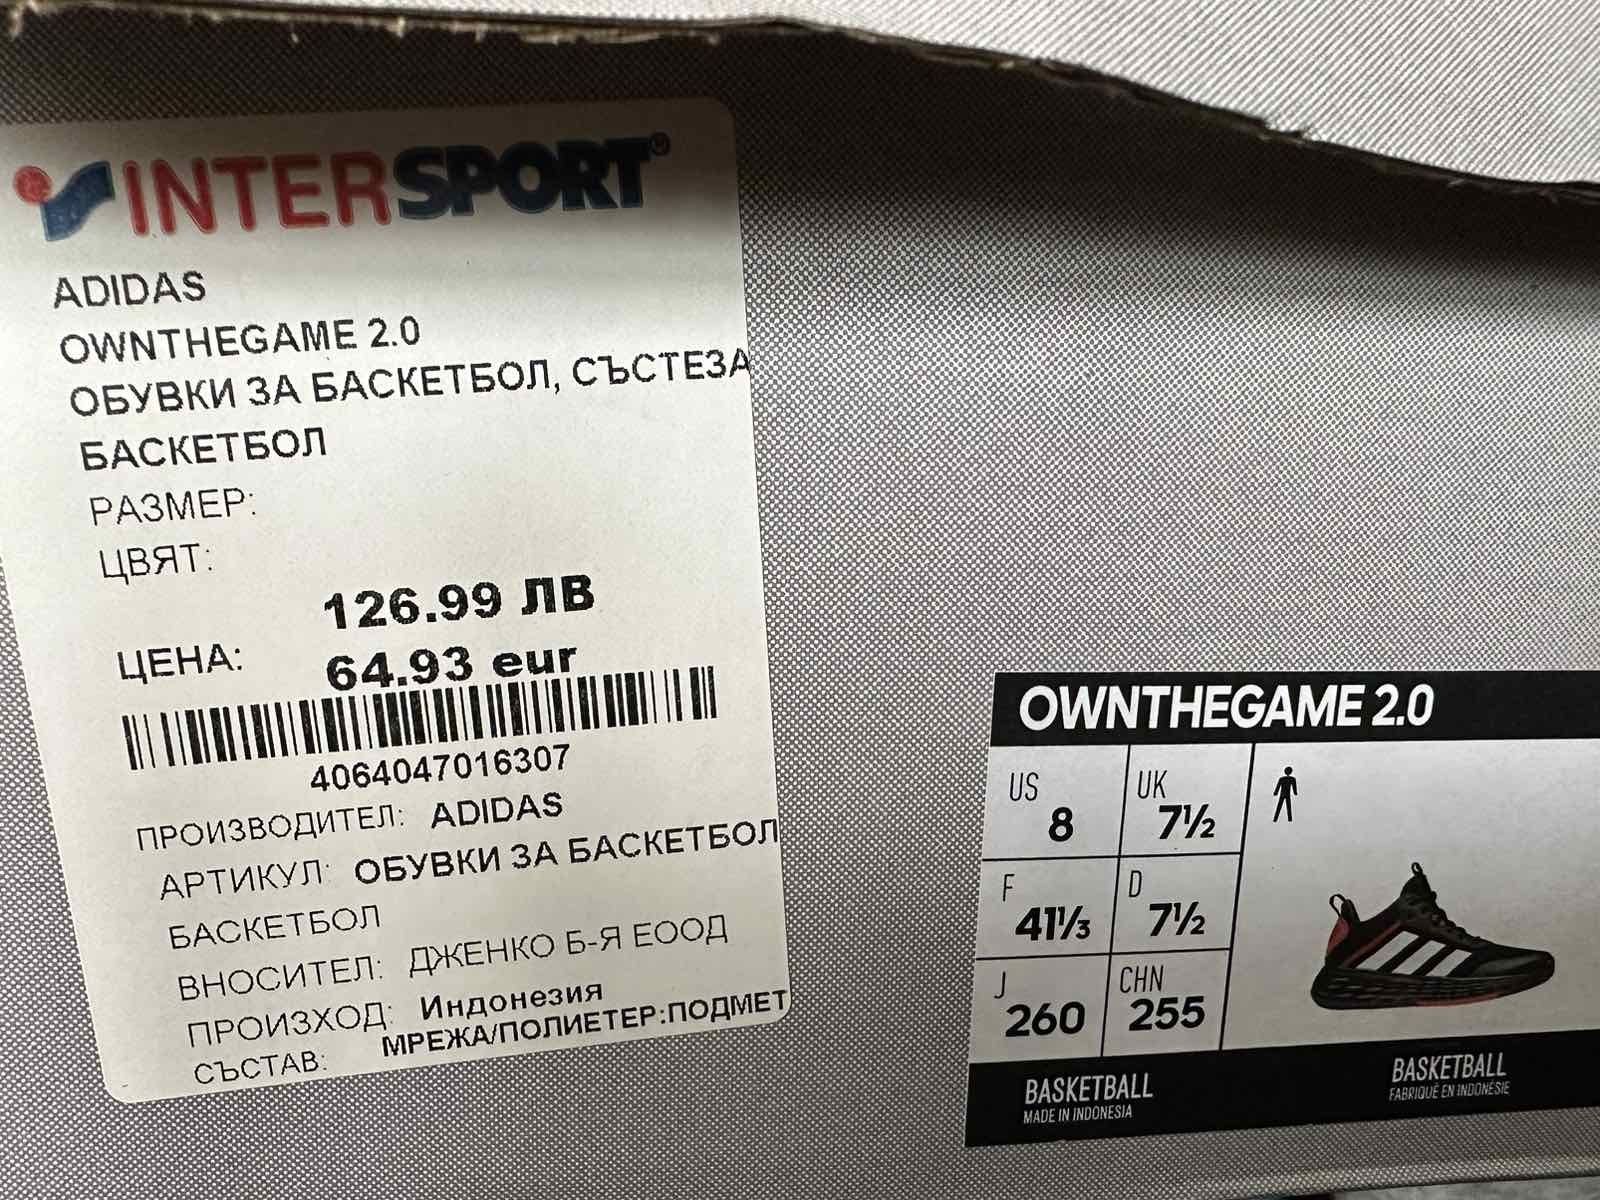 INTERSPORT®
ADIDAS
OWNTHEGAME 2.0
ОБУВКИ ЗА БАСКЕТБОЛ, СЪСТЕЗА
БАСКЕТБОЛ
РАЗМЕР:
ЦВЯТ:
126.99 ЛВ
ЦЕНА: 64.93 eur
4064047016307
ПРОИЗВОДИТЕЛ: ADIDAS
АРТИКУЛ: ОБУВКИ ЗА БАСКЕТБОЛ
БАСКЕТБОЛ
ВНОСИТЕЛ: ДЖЕНКО Б-Я ЕООД
ПРОИЗХОД: Индонезия
СЪСТАВ: МРЕЖА/ПОЛИЕТЕР:ПОДМЕТ
OWNTHEGAME 2.0
US 8 UK 7½
F 41⅓ D 7½
J 260 CHN 255
BASKETBALL
MADE IN INDONESIA
BASKETBALL
FABRIQUÉ EN INDONÉSIE